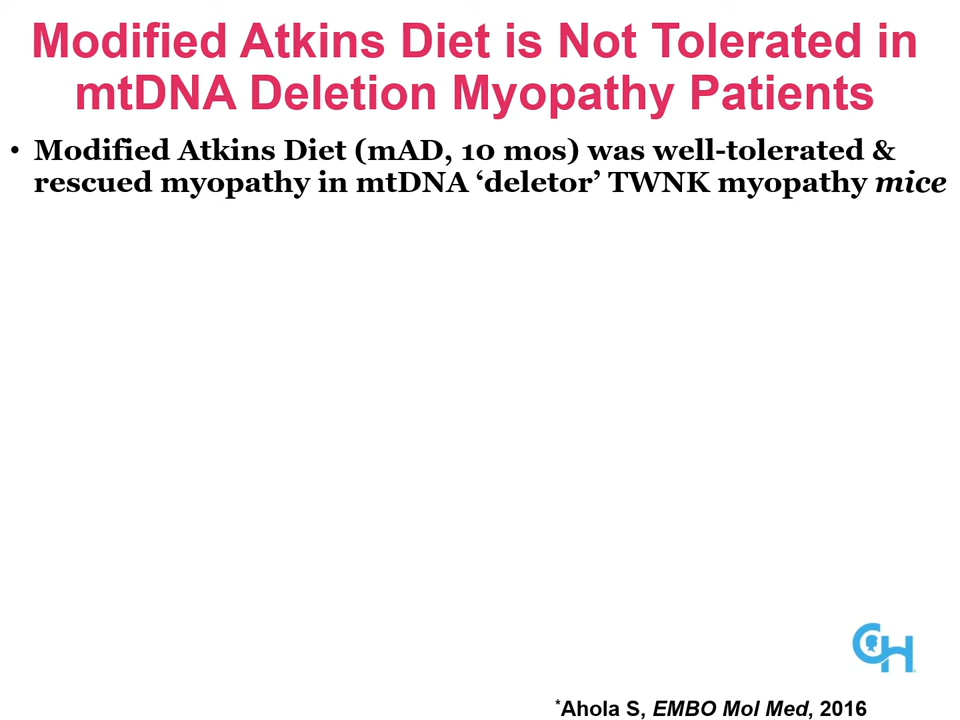 Modified Atkins Diet is Not Tolerated in
mtDNA Deletion Myopathy Patients
• Modified Atkins Diet (mAD, 10 mos) was well-tolerated &
rescued myopathy in mtDNA ‘deletor’ TWNK myopathy mice
CH
*Ahola S, EMBO Mol Med, 2016